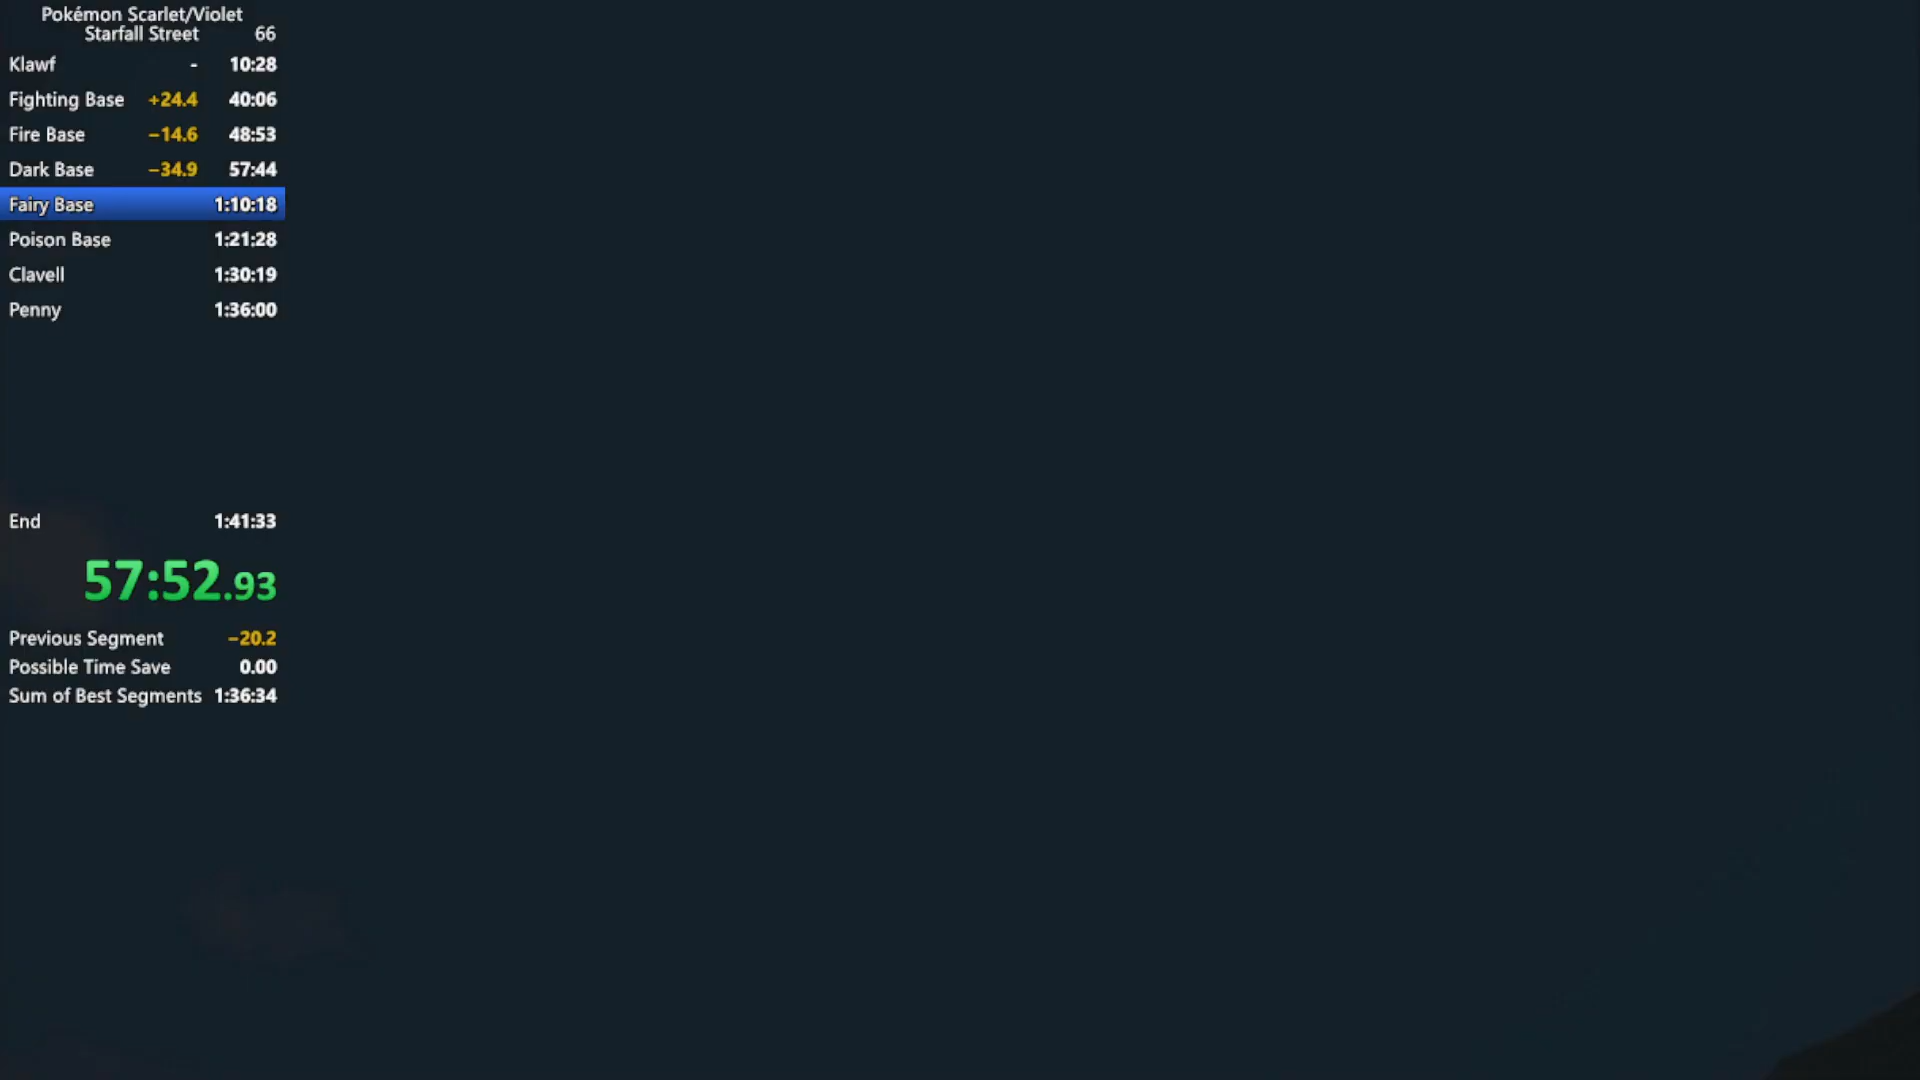 Pokémon Scarlet/Violet
Starfall Street 66
Klawf - 10:28
Fighting Base +24.4 40:06
Fire Base −14.6 48:53
Dark Base −34.9 57:44
Fairy Base 1:10:18
Poison Base 1:21:28
Clavell 1:30:19
Penny 1:36:00
End 1:41:33
57:52.93
Previous Segment −20.2
Possible Time Save 0.00
Sum of Best Segments 1:36:34